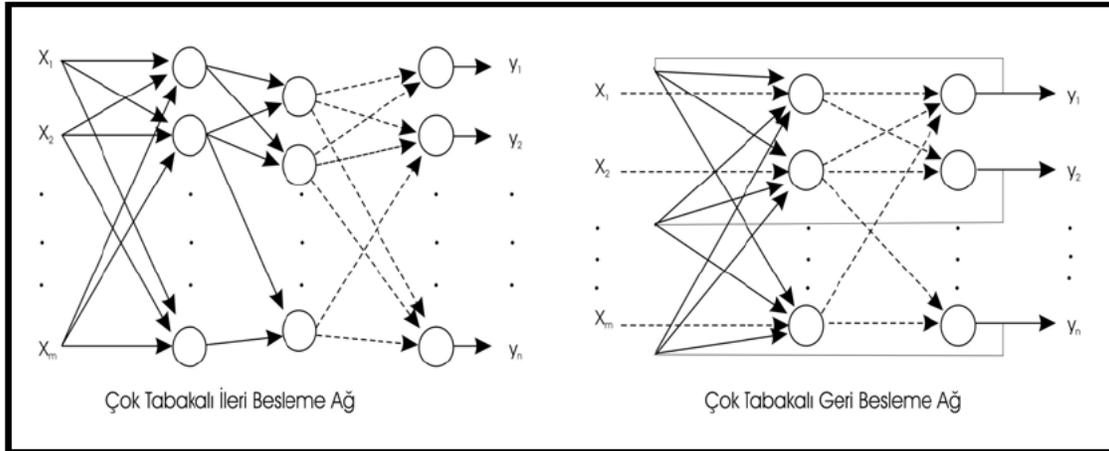 X1
X2
Xm
y1
y2
yn
Çok Tabakalı İleri Besleme Ağ
X1
X2
Xm
y1
y2
yn
Çok Tabakalı Geri Besleme Ağ